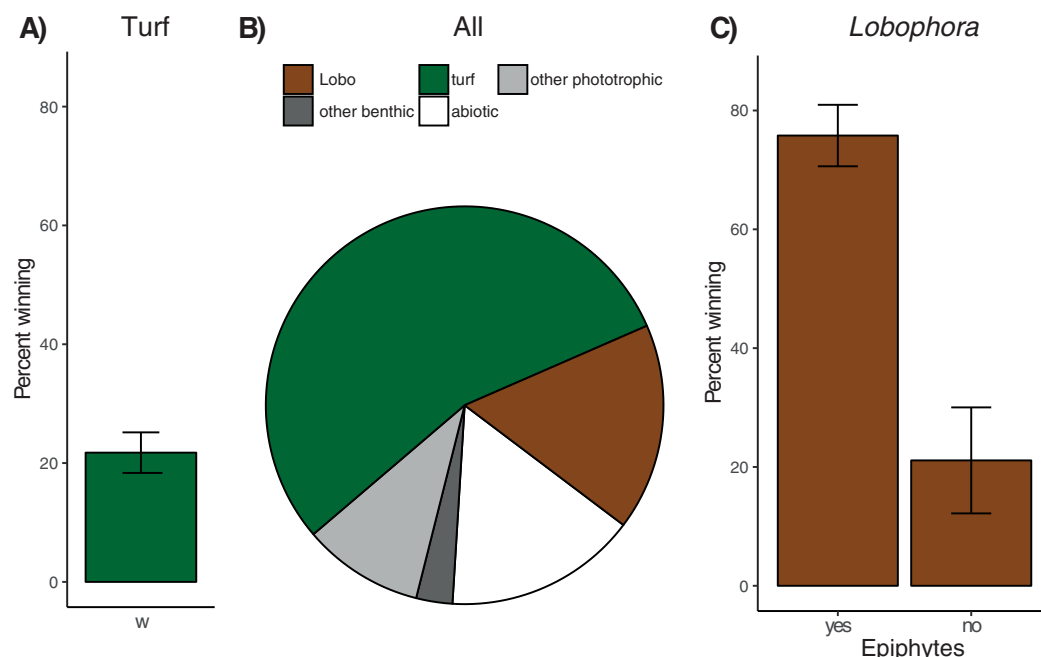 A) Turf
80
60
40
20
0
Percent winning
w
B) All
Lobo turf other phototrophic
other benthic abiotic
C) Lobophora
80
60
40
20
0
Percent winning
yes no
Epiphytes